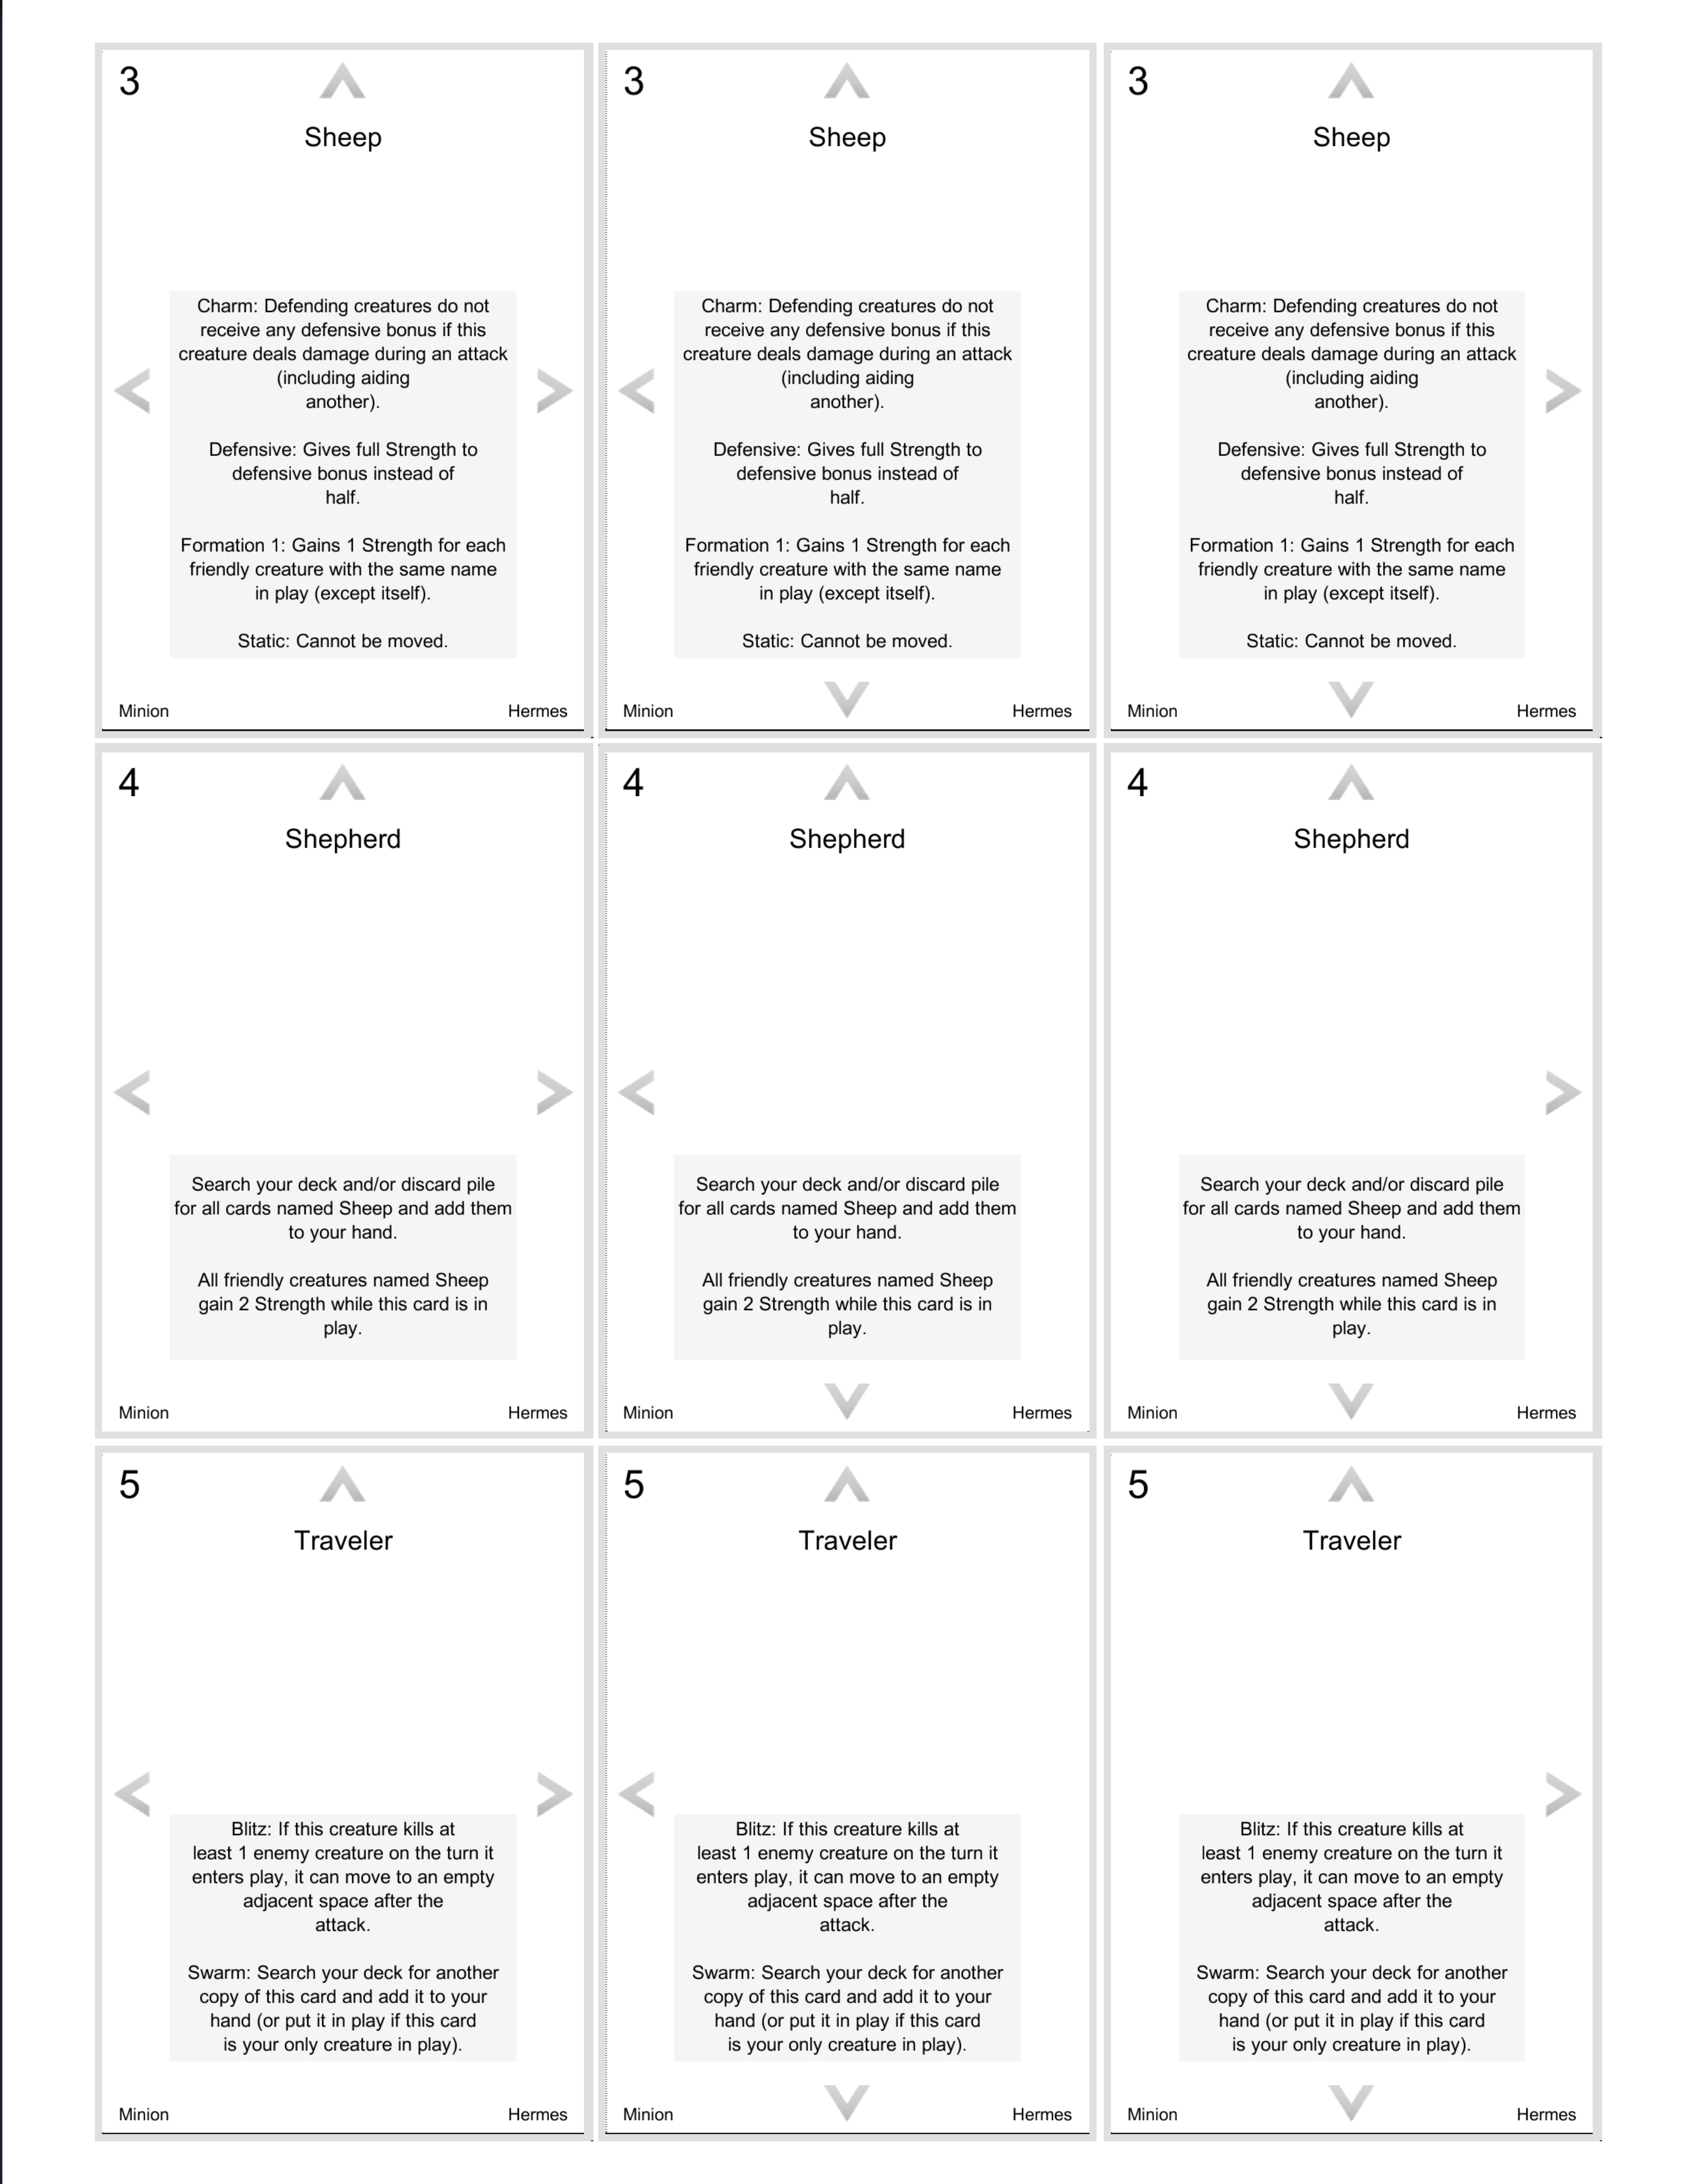 3
Sheep
Charm: Defending creatures do not
receive any defensive bonus if this
creature deals damage during an attack
(including aiding
another).
Defensive: Gives full Strength to
defensive bonus instead of
half.
Formation 1: Gains 1 Strength for each
friendly creature with the same name
in play (except itself).
Static: Cannot be moved.
Minion
Hermes
3
Sheep
Charm: Defending creatures do not
receive any defensive bonus if this
creature deals damage during an attack
(including aiding
another).
Defensive: Gives full Strength to
defensive bonus instead of
half.
Formation 1: Gains 1 Strength for each
friendly creature with the same name
in play (except itself).
Static: Cannot be moved.
Minion
Hermes
3
Sheep
Charm: Defending creatures do not
receive any defensive bonus if this
creature deals damage during an attack
(including aiding
another).
Defensive: Gives full Strength to
defensive bonus instead of
half.
Formation 1: Gains 1 Strength for each
friendly creature with the same name
in play (except itself).
Static: Cannot be moved.
Minion
Hermes
4
Shepherd
Search your deck and/or discard pile
for all cards named Sheep and add them
to your hand.
All friendly creatures named Sheep
gain 2 Strength while this card is in
play.
Minion
Hermes
4
Shepherd
Search your deck and/or discard pile
for all cards named Sheep and add them
to your hand.
All friendly creatures named Sheep
gain 2 Strength while this card is in
play.
Minion
Hermes
4
Shepherd
Search your deck and/or discard pile
for all cards named Sheep and add them
to your hand.
All friendly creatures named Sheep
gain 2 Strength while this card is in
play.
Minion
Hermes
5
Traveler
Blitz: If this creature kills at
least 1 enemy creature on the turn it
enters play, it can move to an empty
adjacent space after the
attack.
Swarm: Search your deck for another
copy of this card and add it to your
hand (or put it in play if this card
is your only creature in play).
Minion
Hermes
5
Traveler
Blitz: If this creature kills at
least 1 enemy creature on the turn it
enters play, it can move to an empty
adjacent space after the
attack.
Swarm: Search your deck for another
copy of this card and add it to your
hand (or put it in play if this card
is your only creature in play).
Minion
Hermes
5
Traveler
Blitz: If this creature kills at
least 1 enemy creature on the turn it
enters play, it can move to an empty
adjacent space after the
attack.
Swarm: Search your deck for another
copy of this card and add it to your
hand (or put it in play if this card
is your only creature in play).
Minion
Hermes